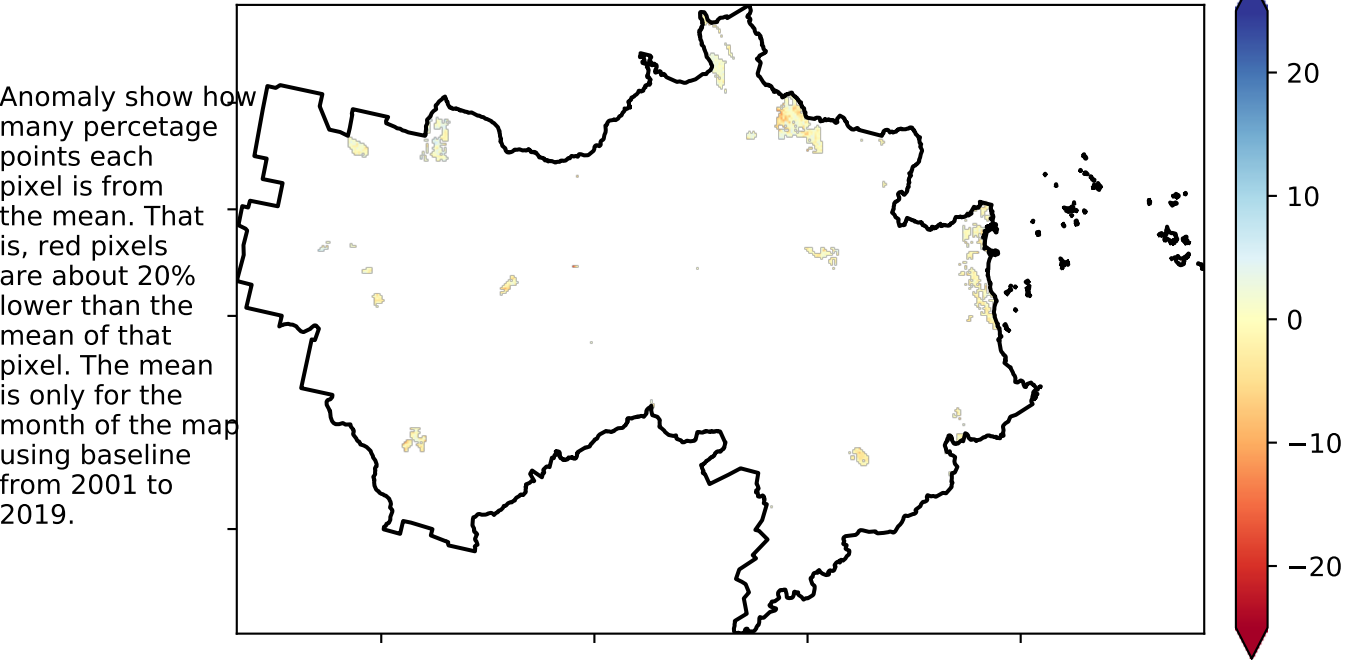 Anomaly show how
many percetage
points each
pixel is from
the mean. That
is, red pixels
are about 20%
lower than the
mean of that
pixel. The mean
is only for the
month of the map
using baseline
from 2001 to
2019.
20
10
0
−10
−20